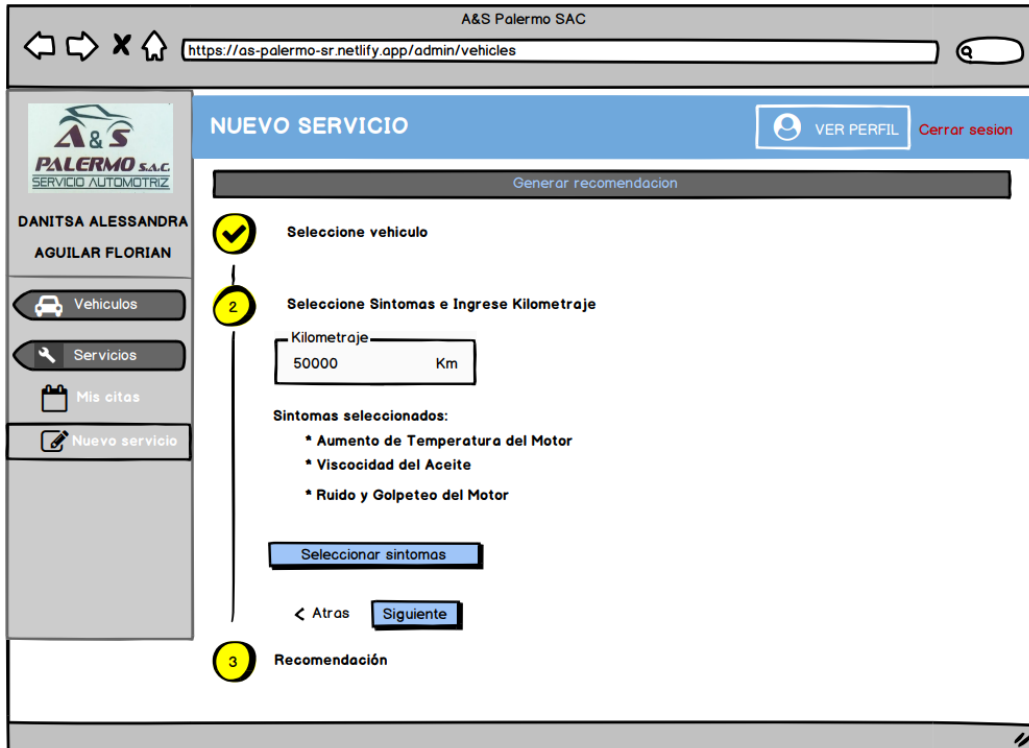 A&S Palermo SAC
https://as-palermo-sr.netlify.app/admin/vehicles
A & S
PALERMO S.A.C.
SERVICIO AUTOMOTRIZ
DANITSA ALESSANDRA
AGUILAR FLORIAN
Vehiculos
Servicios
Mis citas
Nuevo servicio
NUEVO SERVICIO
VER PERFIL
Cerrar sesion
Generar recomendacion
Seleccione vehiculo
2 Seleccione Sintomas e Ingrese Kilometraje
Kilometraje
50000 Km
Sintomas seleccionados:
* Aumento de Temperatura del Motor
* Viscocidad del Aceite
* Ruido y Golpeteo del Motor
Seleccionar sintomas
< Atras Siguiente
3 Recomendación